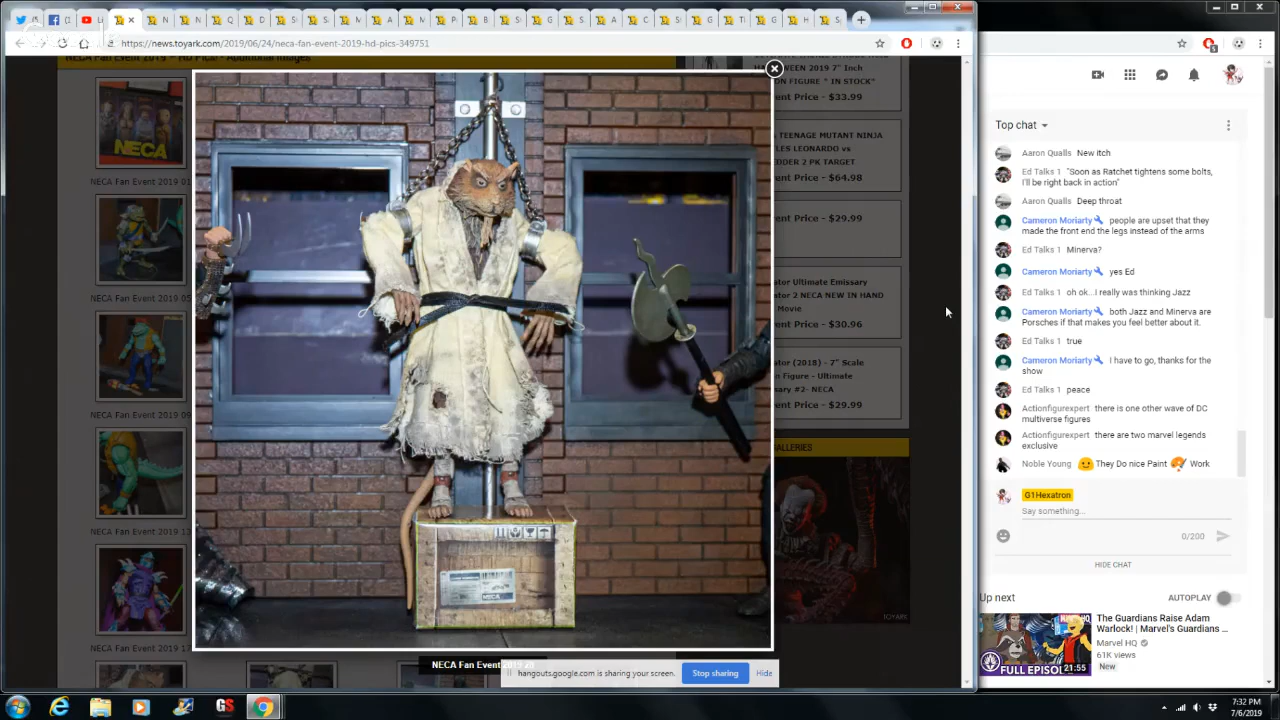 https://news.toyark.com/2019/06/24/neca-fan-event-2019-hd-pics-349751
NECA Fan Event 2019 – HD Pics - Additional Images
NECA
NECA Fan Event 2019 0
NECA Fan Event 2019 05
NECA Fan Event 2019 09
NECA Fan Event 2019 13
NECA Fan Event 2019 1
HALLOWEEN 2019 7" Inch
ION FIGURE " IN STOCK"
ent Price - $33.99
TEENAGE MUTANT NINJA
TLES LEONARDO vs
EDDER 2 PK TARGET
ent Price - $64.98
ent Price - $29.99
ator Ultimate Emissary
ator 2 NECA NEW IN HAND
Movie
ent Price - $30.96
ator (2018) - 7" Scale
n Figure - Ultimate
sary #2- NECA
ent Price - $29.99
GALLERIES
TOYARK
NECA
NECA Fan Event 2019 20
hangouts.google.com is sharing your screen.
Stop sharing
Hide
Top chat
Aaron Qualls New itch
Ed Talks 1 "Soon as Ratchet tightens some bolts,
I'll be right back in action"
Aaron Qualls Deep throat
Cameron Moriarty people are upset that they
made the front end the legs instead of the arms
Ed Talks 1 Minerva?
Cameron Moriarty yes Ed
Ed Talks 1 oh ok...I really was thinking Jazz
Cameron Moriarty both Jazz and Minerva are
Porsches if that makes you feel better about it.
Ed Talks 1 true
Cameron Moriarty I have to go, thanks for the
show
Ed Talks 1 peace
Actionfigurexpert there is one other wave of DC
multiverse figures
Actionfigurexpert there are two marvel legends
exclusive
Noble Young They Do nice Paint Work
G1Hexatron
Say something...
0/200
HIDE CHAT
Up next
AUTOPLAY
The Guardians Raise Adam
Warlock! | Marvel's Guardians ...
Marvel HQ
61K views
New
FULL EPISOD
21:55
GS
7:32 PM
7/6/2019